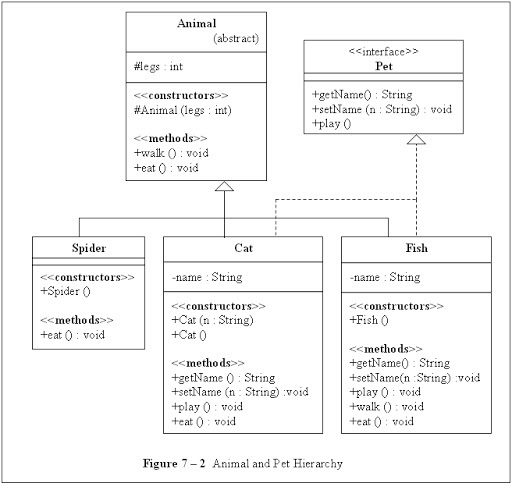 Animal
(abstract)
#legs : int
<<constructors>>
#Animal (legs : int)
<<methods>>
+walk () : void
+eat () : void
<<interface>>
Pet
+getName() : String
+setName (n : String) : void
+play ()
Spider
<<constructors>>
+Spider ()
<<methods>>
+eat () : void
Cat
-name : String
<<constructors>>
+Cat (n : String)
+Cat ()
<<methods>>
+getName () : String
+setName (n : String) :void
+play () : void
+eat () : void
Fish
-name : String
<<constructors>>
+Fish ()
<<methods>>
+getName() : String
+setName(n :String) :void
+play () : void
+walk () : void
+eat () : void
Figure 7 – 2 Animal and Pet Hierarchy